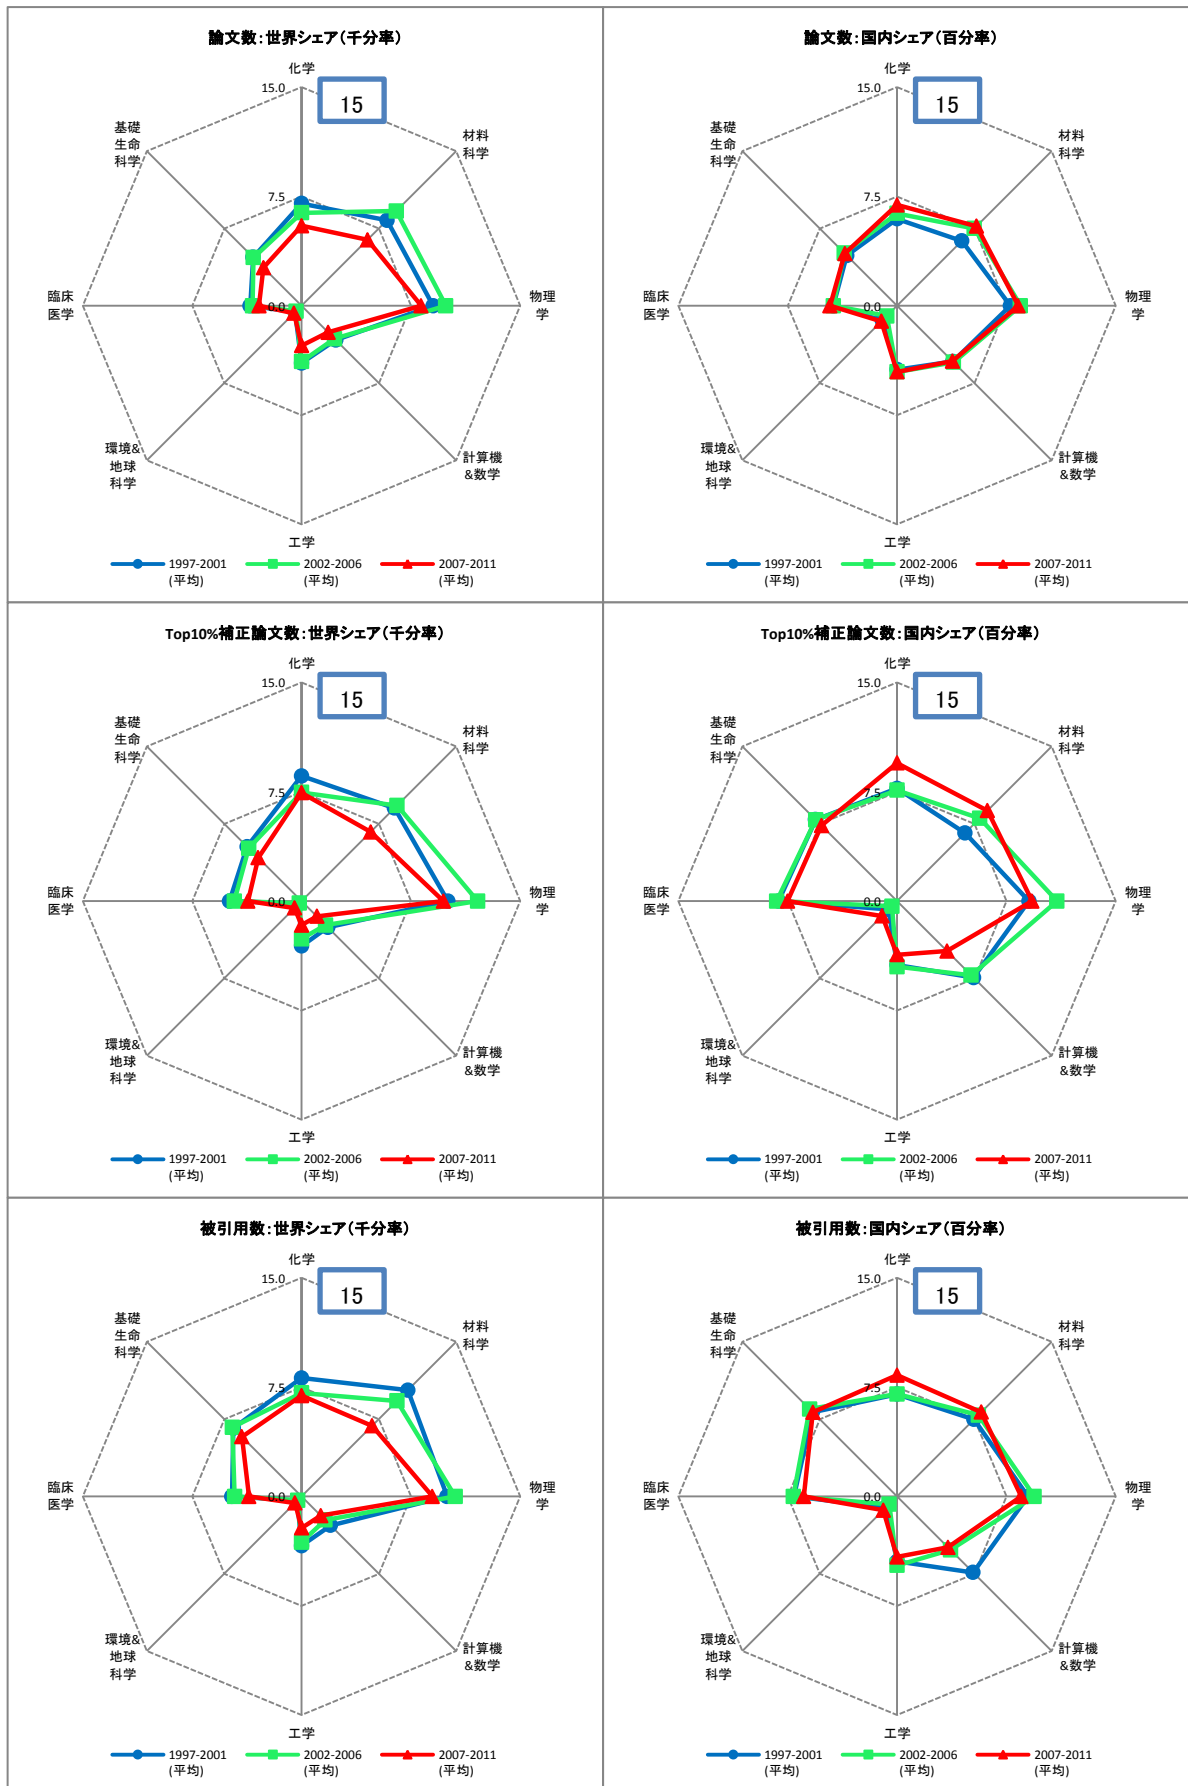 論文数:世界シェア(千分率)
化学
15.0
15
材料
科学
基礎
生命
科学
7.5
臨床
医学
0.0
物理
学
環境&
地球
科学
計算機
&数学
工学
1997-2001
(平均)
2002-2006
(平均)
2007-2011
(平均)
論文数:国内シェア(百分率)
化学
15.0
15
材料
科学
基礎
生命
科学
7.5
臨床
医学
0.0
物理
学
環境&
地球
科学
計算機
&数学
工学
1997-2001
(平均)
2002-2006
(平均)
2007-2011
(平均)
Top10%補正論文数:世界シェア(千分率)
化学
15.0
15
材料
科学
基礎
生命
科学
7.5
臨床
医学
0.0
物理
学
環境&
地球
科学
計算機
&数学
工学
1997-2001
(平均)
2002-2006
(平均)
2007-2011
(平均)
Top10%補正論文数:国内シェア(百分率)
化学
15.0
15
材料
科学
基礎
生命
科学
7.5
臨床
医学
0.0
物理
学
環境&
地球
科学
計算機
&数学
工学
1997-2001
(平均)
2002-2006
(平均)
2007-2011
(平均)
被引用数:世界シェア(千分率)
化学
15.0
15
材料
科学
基礎
生命
科学
7.5
臨床
医学
0.0
物理
学
環境&
地球
科学
計算機
&数学
工学
1997-2001
(平均)
2002-2006
(平均)
2007-2011
(平均)
被引用数:国内シェア(百分率)
化学
15.0
15
材料
科学
基礎
生命
科学
7.5
臨床
医学
0.0
物理
学
環境&
地球
科学
計算機
&数学
工学
1997-2001
(平均)
2002-2006
(平均)
2007-2011
(平均)